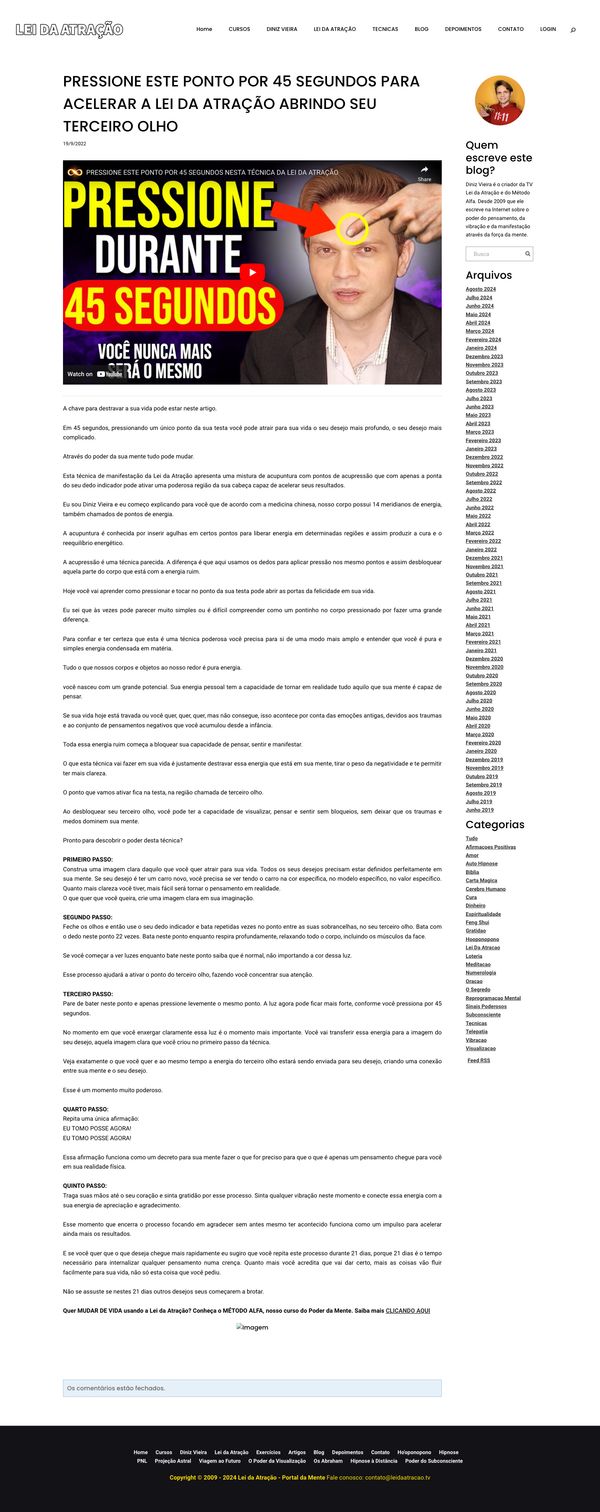 LEI DA ATRAÇÃO
Home CURSOS DINIZ VIEIRA LEI DA ATRAÇÃO TECNICAS BLOG DEPOIMENTOS CONTATO LOGIN
PRESSIONE ESTE PONTO POR 45 SEGUNDOS PARA
ACELERAR A LEI DA ATRAÇÃO ABRINDO SEU
TERCEIRO OLHO
19/9/2022
PRESSIONE ESTE PONTO POR 45 SEGUNDOS NESTA TÉCNICA DA LEI DA ATRAÇÃO
Share
PRESSIONE
DURANTE
45 SEGUNDOS
VOCÊ NUNCA MAIS
SERÁ O MESMO
Watch on YouTube
A chave para destravar a sua vida pode estar neste artigo.
Em 45 segundos, pressionando um único ponto da sua testa você pode atrair para sua vida o seu desejo mais profundo, o seu desejo mais
complicado.
Através do poder da sua mente tudo pode mudar.
Esta técnica de manifestação da Lei da Atração apresenta uma mistura de acupuntura com pontos de acupressão que com apenas a ponta
do seu dedo indicador pode ativar uma poderosa região da sua cabeça capaz de acelerar seus resultados.
Eu sou Diniz Vieira e eu começo explicando para você que de acordo com a medicina chinesa, nosso corpo possui 14 meridianos de energia,
também chamados de pontos de energia.
A acupuntura é conhecida por inserir agulhas em certos pontos para liberar energia em determinadas regiões e assim produzir a cura e o
reequilíbrio energético.
A acupressão é uma técnica parecida. A diferença é que aqui usamos os dedos para aplicar pressão nos mesmo pontos e assim desbloquear
aquela parte do corpo que está com a energia ruim.
Hoje você vai aprender como pressionar e tocar no ponto da sua testa pode abrir as portas da felicidade em sua vida.
Eu sei que às vezes pode parecer muito simples ou é difícil compreender como um pontinho no corpo pressionado por fazer uma grande
diferença.
Para confiar e ter certeza que esta é uma técnica poderosa você precisa para si de uma modo mais amplo e entender que você é pura e
simples energia condensada em matéria.
Tudo o que nossos corpos e objetos ao nosso redor é pura energia.
você nasceu com um grande potencial. Sua energia pessoal tem a capacidade de tornar em realidade tudo aquilo que sua mente é capaz de
pensar.
Se sua vida hoje está travada ou você quer, quer, quer, mas não consegue, isso acontece por conta das emoções antigas, devidos aos traumas
e ao conjunto de pensamentos negativos que você acumulou desde a infância.
Toda essa energia ruim começa a bloquear sua capacidade de pensar, sentir e manifestar.
O que esta técnica vai fazer em sua vida é justamente destravar essa energia que está em sua mente, tirar o peso da negatividade e te permitir
ter mais clareza.
O ponto que vamos ativar fica na testa, na região chamada de terceiro olho.
Ao desbloquear seu terceiro olho, você pode ter a capacidade de visualizar, pensar e sentir sem bloqueios, sem deixar que os traumas e
medos dominem sua mente.
Pronto para descobrir o poder desta técnica?
PRIMEIRO PASSO:
Construa uma imagem clara daquilo que você quer atrair para sua vida. Todos os seus desejos precisam estar definidos perfeitamente em
sua mente. Se seu desejo é ter um carro novo, você precisa se ver tendo o carro na cor específica, no modelo específico, no valor específico.
Quanto mais clareza você tiver, mais fácil será tornar o pensamento em realidade.
O que quer que você queira, crie uma imagem clara em sua imaginação.
SEGUNDO PASSO:
Feche os olhos e então use o seu dedo indicador e bata repetidas vezes no ponto entre as suas sobrancelhas, no seu terceiro olho. Bata com
o dedo neste ponto 22 vezes. Bata neste ponto enquanto respira profundamente, relaxando todo o corpo, incluindo os músculos da face.
Se você começar a ver luzes enquanto bate neste ponto saiba que é normal, não importando a cor dessa luz.
Esse processo ajudará a ativar o ponto do terceiro olho, fazendo você concentrar sua atenção.
TERCEIRO PASSO:
Pare de bater neste ponto e apenas pressione levemente o mesmo ponto. A luz agora pode ficar mais forte, conforme você pressiona por 45
segundos.
No momento em que você enxergar claramente essa luz é o momento mais importante. Você vai transferir essa energia para a imagem do
seu desejo, aquela imagem clara que você criou no primeiro passo da técnica.
Veja exatamente o que você quer e ao mesmo tempo a energia do terceiro olho estará sendo enviada para seu desejo, criando uma conexão
entre sua mente e o seu desejo.
Esse é um momento muito poderoso.
QUARTO PASSO:
Repita uma única afirmação:
EU TOMO POSSE AGORA!
EU TOMO POSSE AGORA!
Essa afirmação funciona como um decreto para sua mente fazer o que for preciso para que o que é apenas um pensamento chegue para você
em sua realidade física.
QUINTO PASSO:
Traga suas mãos até o seu coração e sinta gratidão por esse processo. Sinta qualquer vibração neste momento e conecte essa energia com a
sua energia de apreciação e agradecimento.
Esse momento que encerra o processo focando em agradecer sem antes mesmo ter acontecido funciona como um impulso para acelerar
ainda mais os resultados.
E se você quer que o que deseja chegue mais rapidamente eu sugiro que você repita este processo durante 21 dias, porque 21 dias é o tempo
necessário para internalizar qualquer pensamento numa crença. Quanto mais você acredita que vai dar certo, mais as coisas vão fluir
facilmente para sua vida, não só esta coisa que você pediu.
Não se assuste se nestes 21 dias outros desejos seus começarem a brotar.
Quer MUDAR DE VIDA usando a Lei da Atração? Conheça o MÉTODO ALFA, nosso curso do Poder da Mente. Saiba mais CLICANDO AQUI
Imagem
Os comentários estão fechados.
11:11
Quem
escreve este
blog?
Diniz Vieira é o criador da TV
Lei da Atração e do Método
Alfa. Desde 2009 que ele
escreve na Internet sobre o
poder do pensamento, da
vibração e da manifestação
através da força da mente.
Busca
Arquivos
Agosto 2024
Julho 2024
Junho 2024
Maio 2024
Abril 2024
Março 2024
Fevereiro 2024
Janeiro 2024
Dezembro 2023
Novembro 2023
Outubro 2023
Setembro 2023
Agosto 2023
Julho 2023
Junho 2023
Maio 2023
Abril 2023
Março 2023
Fevereiro 2023
Janeiro 2023
Dezembro 2022
Novembro 2022
Outubro 2022
Setembro 2022
Agosto 2022
Julho 2022
Junho 2022
Maio 2022
Abril 2022
Março 2022
Fevereiro 2022
Janeiro 2022
Dezembro 2021
Novembro 2021
Outubro 2021
Setembro 2021
Agosto 2021
Julho 2021
Junho 2021
Maio 2021
Abril 2021
Março 2021
Fevereiro 2021
Janeiro 2021
Dezembro 2020
Novembro 2020
Outubro 2020
Setembro 2020
Agosto 2020
Julho 2020
Junho 2020
Maio 2020
Abril 2020
Março 2020
Fevereiro 2020
Janeiro 2020
Dezembro 2019
Novembro 2019
Outubro 2019
Setembro 2019
Agosto 2019
Julho 2019
Junho 2019
Categorias
Tudo
Afirmacoes Positivas
Amor
Auto Hipnose
Biblia
Carta Magica
Cerebro Humano
Cura
Dinheiro
Espiritualidade
Feng Shui
Gratidao
Hooponopono
Lei Da Atracao
Loteria
Meditacao
Numerologia
Oracao
O Segredo
Reprogramacao Mental
Sinais Poderosos
Subconsciente
Tecnicas
Telepatia
Vibracao
Visualizacao
Feed RSS
Home Cursos Diniz Vieira Lei da Atração Exercícios Artigos Blog Depoimentos Contato Ho'oponopono Hipnose
PNL Projeção Astral Viagem ao Futuro O Poder da Visualização Os Abraham Hipnose à Distância Poder do Subconsciente
Copyright © 2009 - 2024 Lei da Atração - Portal da Mente Fale conosco: contato@leidaatracao.tv